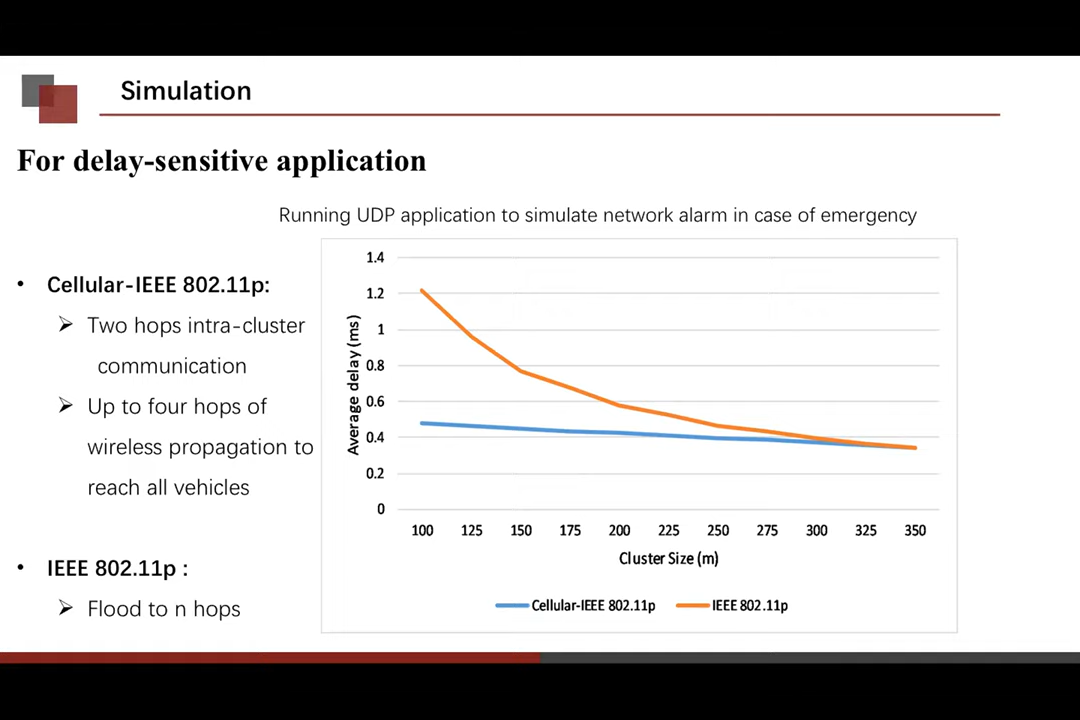 Simulation
For delay-sensitive application
Running UDP application to simulate network alarm in case of emergency
• Cellular-IEEE 802.11p:
➢ Two hops intra-cluster
communication
➢ Up to four hops of
wireless propagation to
reach all vehicles
• IEEE 802.11p :
➢ Flood to n hops
Average delay (ms)
1.4
1.2
1
0.8
0.6
0.4
0.2
0
100 125 150 175 200 225 250 275 300 325 350
Cluster Size (m)
Cellular-IEEE 802.11p IEEE 802.11p